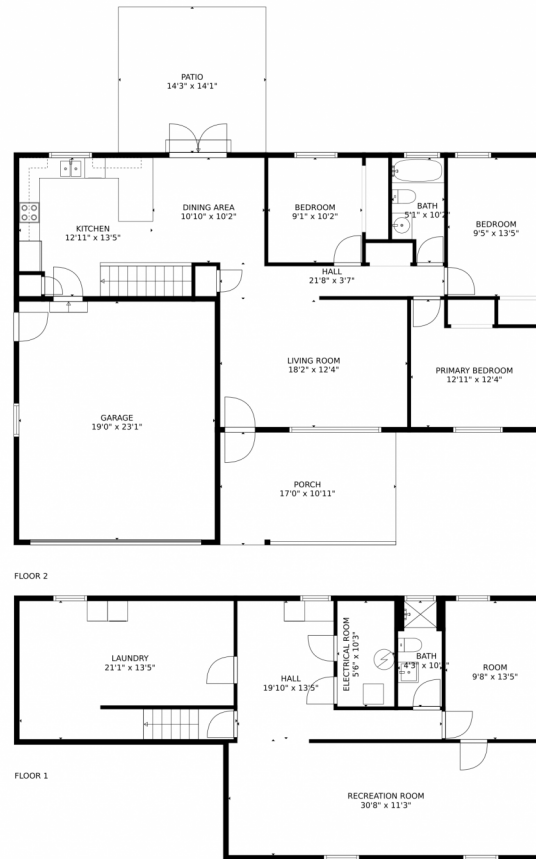 PATIO
14'3" x 14'1"
KITCHEN
12'11" x 13'5"
DINING AREA
10'10" x 10'2"
BEDROOM
9'1" x 10'2"
BATH
5'1" x 10'2"
BEDROOM
9'5" x 13'5"
HALL
21'8" x 3'7"
LIVING ROOM
18'2" x 12'4"
PRIMARY BEDROOM
12'11" x 12'4"
GARAGE
19'0" x 23'1"
PORCH
17'0" x 10'11"
FLOOR 2
LAUNDRY
21'1" x 13'5"
HALL
19'10" x 13'5"
ELECTRICAL ROOM
5'6" x 10'3"
BATH
4'3"
ROOM
9'8" x 13'5"
FLOOR 1
RECREATION ROOM
30'8" x 11'3"